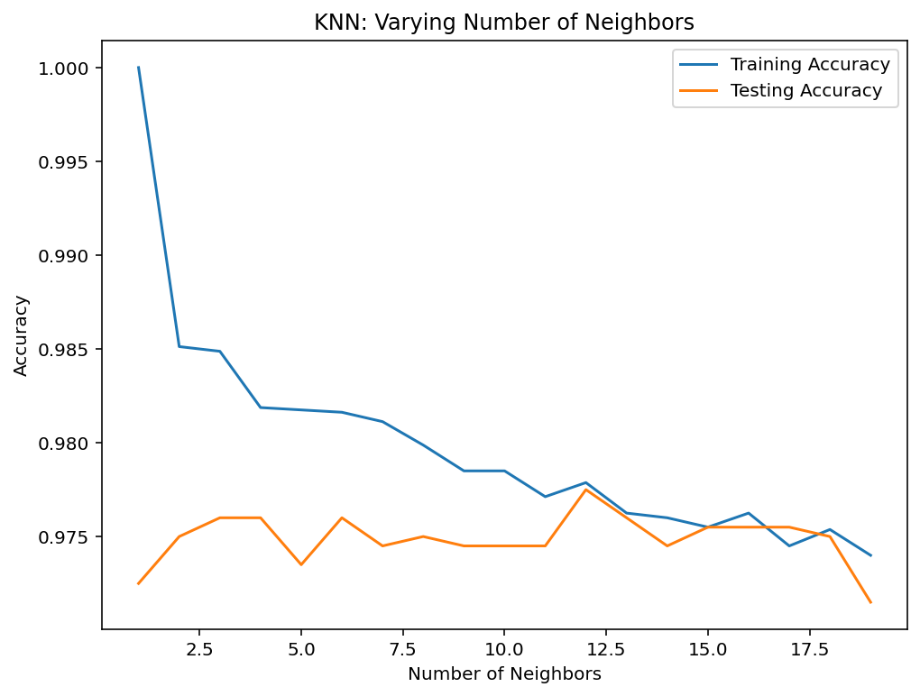 KNN: Varying Number of Neighbors
Training Accuracy
Testing Accuracy
1.000
0.995
0.990
0.985
0.980
0.975
Accuracy
2.5 5.0 7.5 10.0 12.5 15.0 17.5
Number of Neighbors